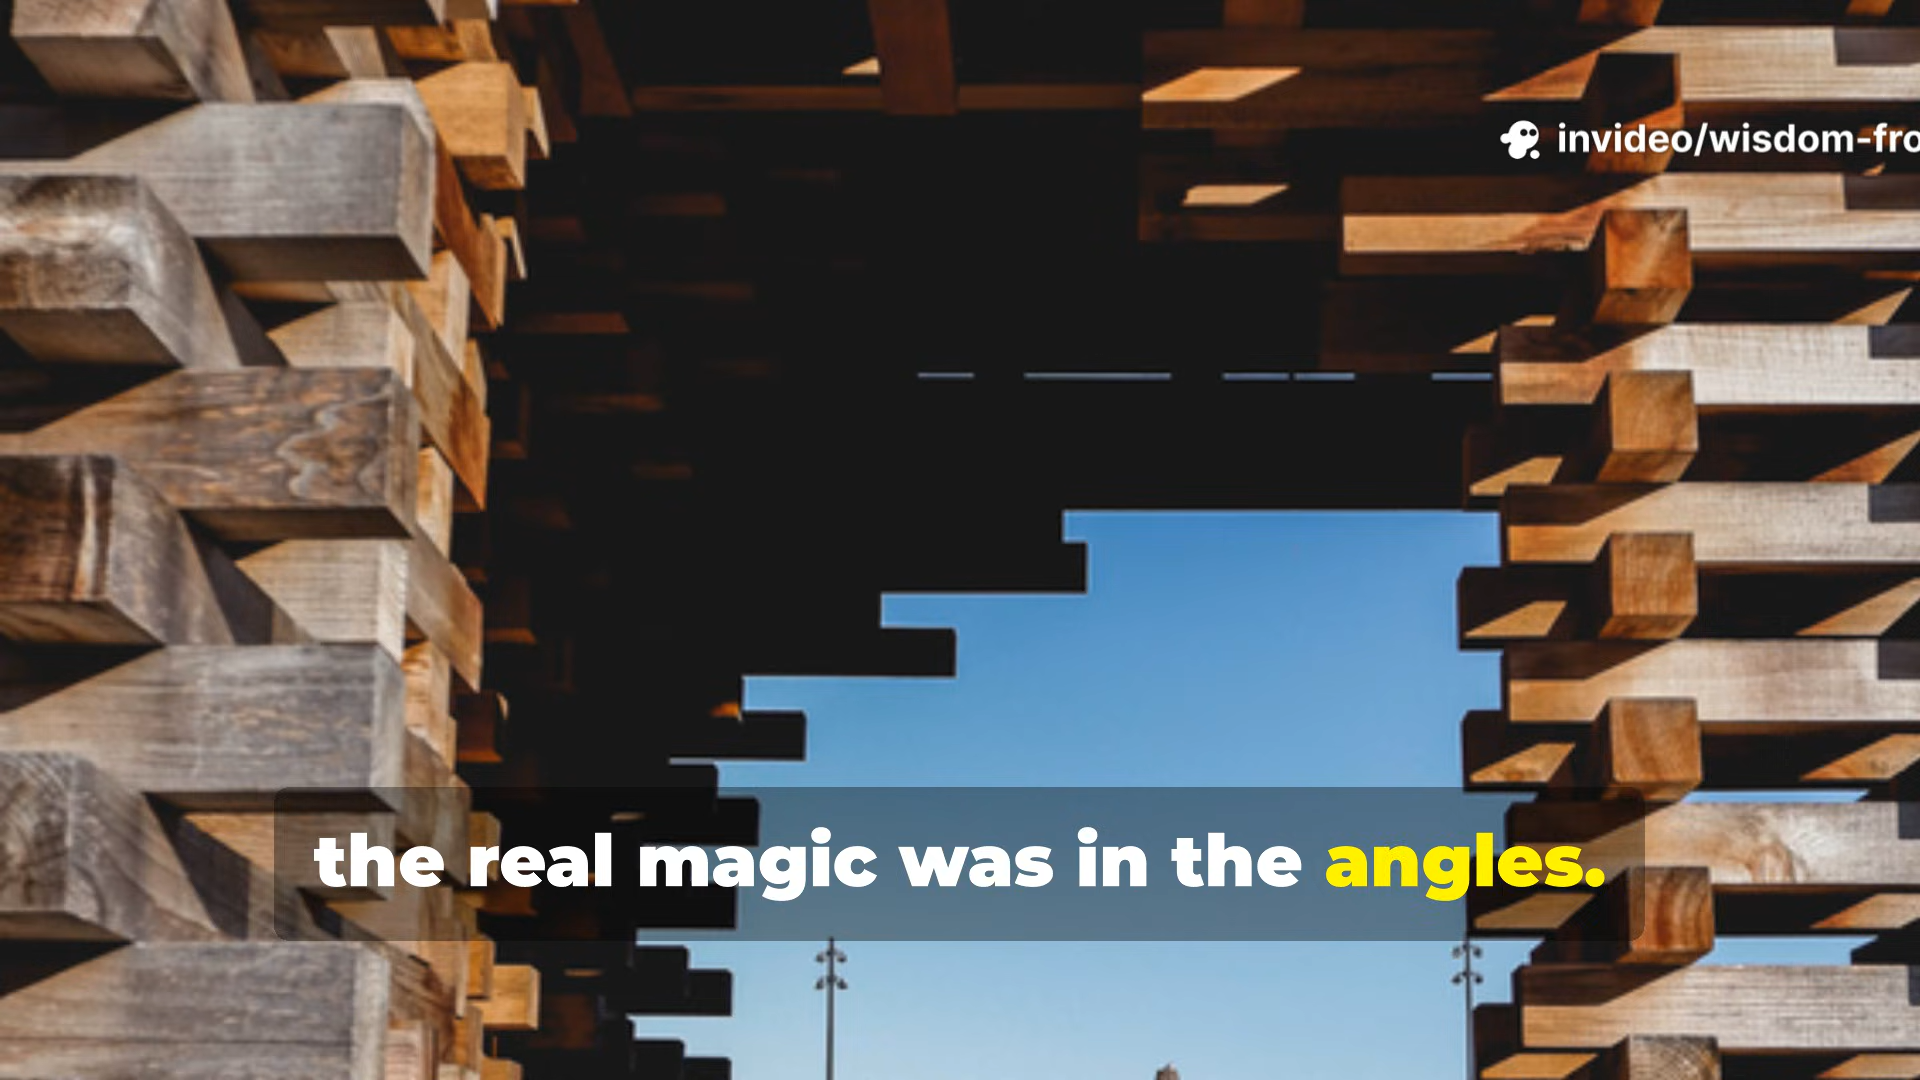 invideo/wisdom-fro
the real magic was in the angles.